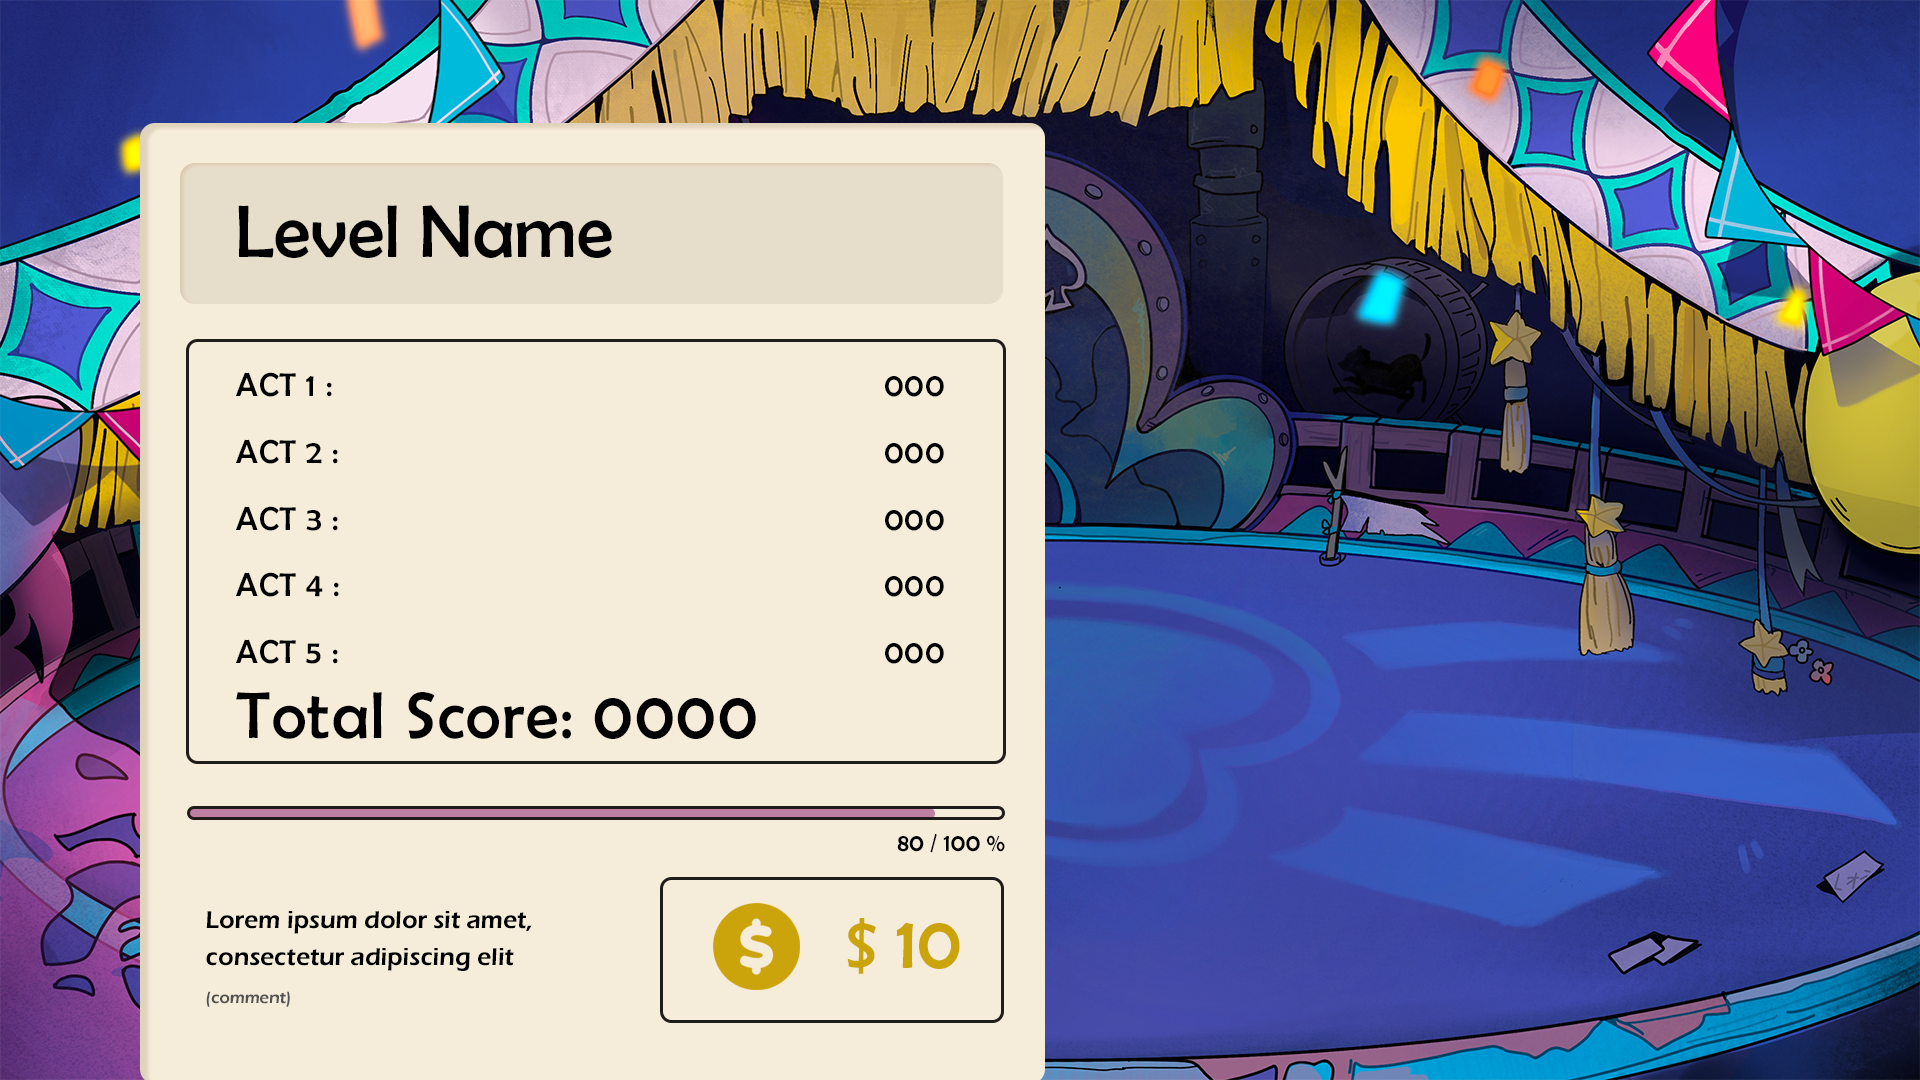 Level Name
ACT 1 : 000
ACT 2 : 000
ACT 3 : 000
ACT 4 : 000
ACT 5 : 000
Total Score: 0000
80 / 100 %
Lorem ipsum dolor sit amet,
consectetur adipiscing elit
(comment)
$ $ 10